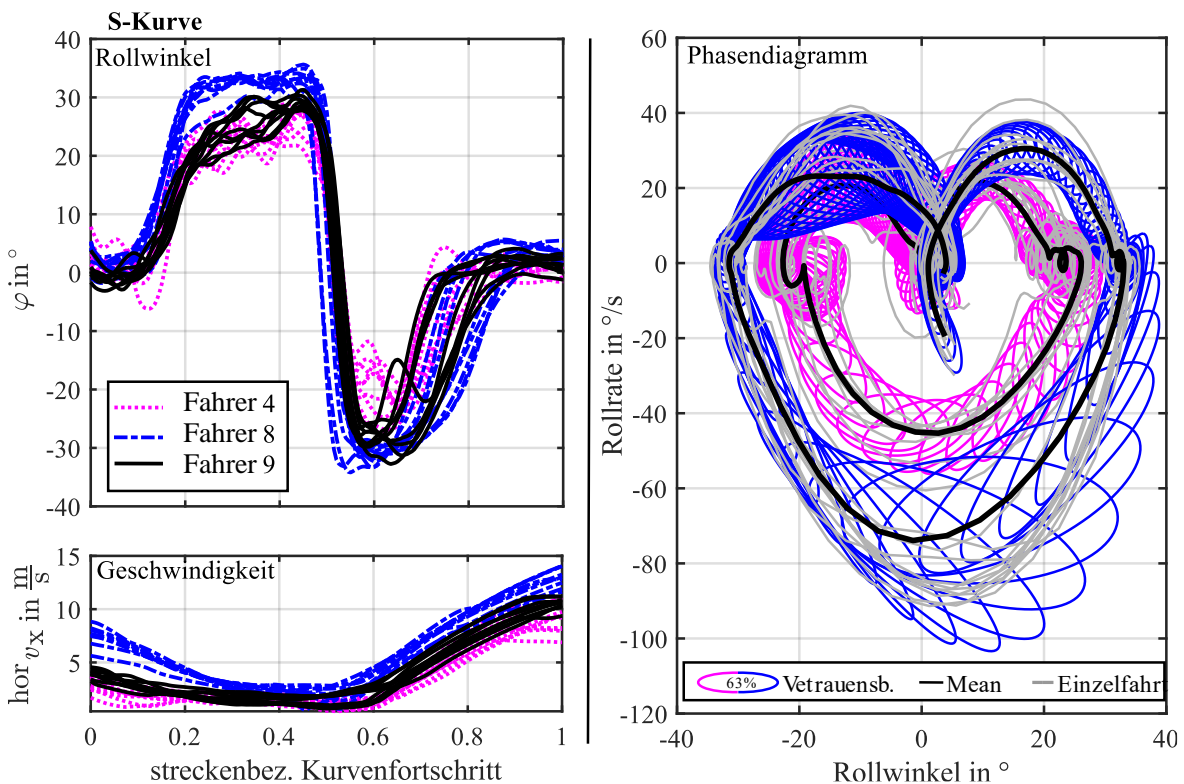 S-Kurve
Rollwinkel
40
30
20
10
0
-10
-20
-30
-40
φ in °
Fahrer 4
Fahrer 8
Fahrer 9
Geschwindigkeit
15
10
5
hor vX in m/s
0
0.2
0.4
0.6
0.8
1
streckenbez. Kurvenfortschritt
Phasendiagramm
60
40
20
0
-20
-40
-60
-80
-100
-120
Rollrate in °/s
63% Vetrauensb. Mean Einzelfahrt
-40
-20
0
20
40
Rollwinkel in °